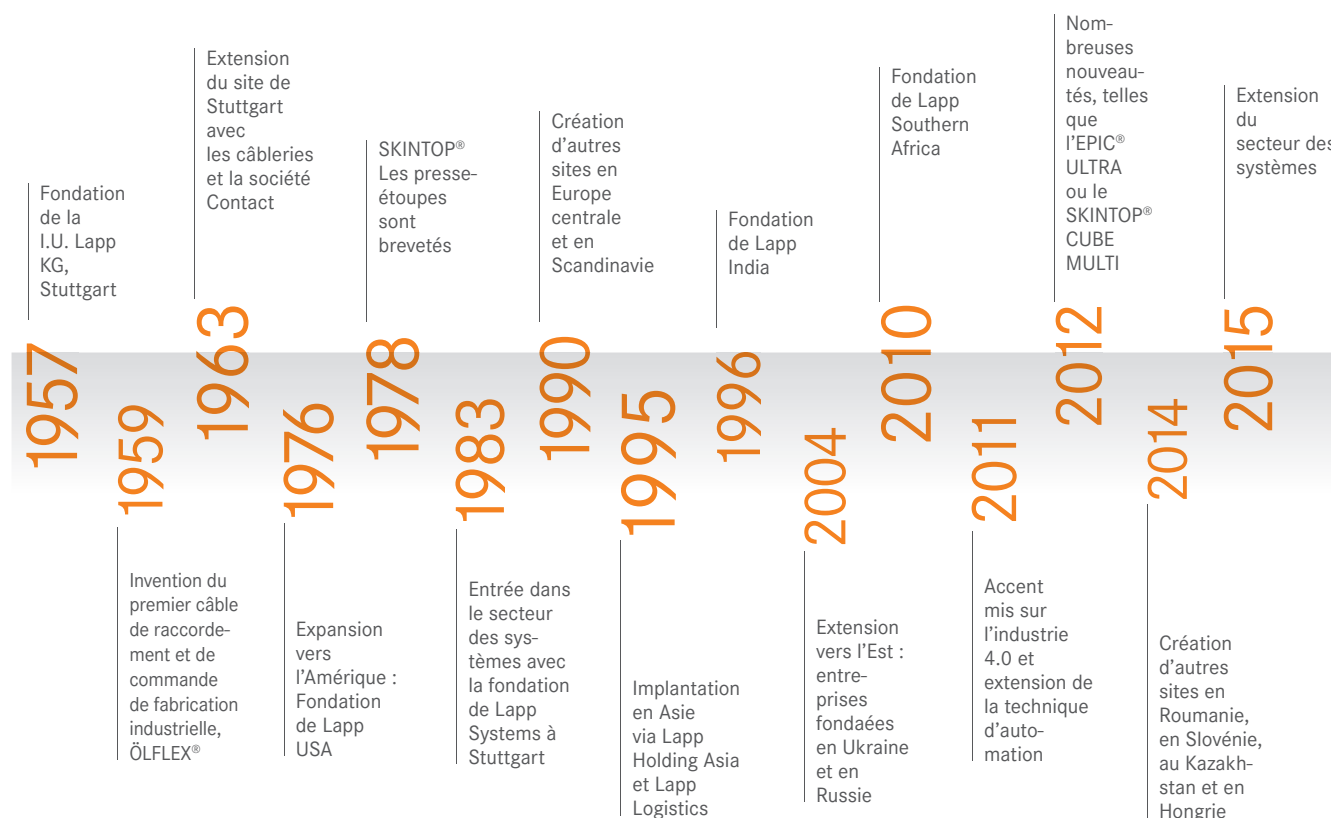 1957
Fondation
de la
I.U. Lapp
KG,
Stuttgart
1959
Invention du
premier câble
de raccorde-
ment et de
commande
de fabrication
industrielle,
ÖLFLEX®
1963
Extension
du site de
Stuttgart
avec
les câbleries
et la société
Contact
1976
Expansion
vers
l'Amérique :
Fondation
de Lapp
USA
1978
SKINTOP®
Les presse-
étoupes
sont
brevetés
1983
Entrée dans
le secteur
des sys-
tèmes avec
la fondation
de Lapp
Systems à
Stuttgart
1990
Création
d'autres
sites en
Europe
centrale
et en
Scandinavie
1995
Implantation
en Asie
via Lapp
Holding Asia
et Lapp
Logistics
1996
Fondation
de Lapp
India
2004
Extension
vers l'Est :
entre-
prises
fondaées
en Ukraine
et en
Russie
2010
Fondation
de Lapp
Southern
Africa
2011
Accent
mis sur
l'industrie
4.0 et
extension de
la technique
d'auto-
mation
2012
Nom-
breuses
nouveau-
tés, telles
que
l'EPIC®
ULTRA
ou le
SKINTOP®
CUBE
MULTI
2014
Création
d'autres
sites en
Roumanie,
en Slovénie,
au Kazakh-
stan et en
Hongrie
2015
Extension
du
secteur des
systèmes